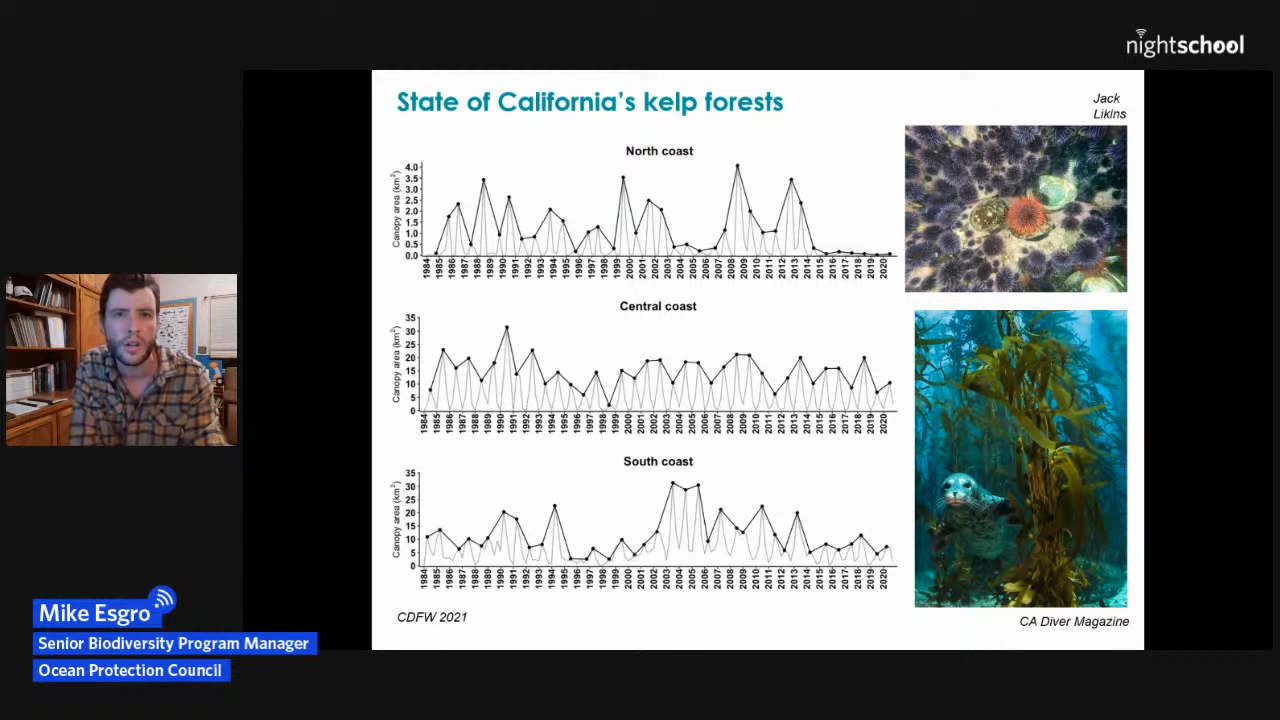 nightschool
State of California's kelp forests
Jack
Likins
North coast
Canopy area (km²)
4.0
3.5
3.0
2.5
2.0
1.5
1.0
0.5
0.0
1984 1985 1986 1987 1988 1989 1990 1991 1992 1993 1994 1995 1996 1997 1998 1999 2000 2001 2002 2003 2004 2005 2006 2007 2008 2009 2010 2011 2012 2013 2014 2015 2016 2017 2018 2019 2020
Central coast
Canopy area (km²)
35
30
25
20
15
10
5
0
1984 1985 1986 1987 1988 1989 1990 1991 1992 1993 1994 1995 1996 1997 1998 1999 2000 2001 2002 2003 2004 2005 2006 2007 2008 2009 2010 2011 2012 2013 2014 2015 2016 2017 2018 2019 2020
South coast
Canopy area (km²)
35
30
25
20
15
10
5
0
1984 1985 1986 1987 1988 1989 1990 1991 1992 1993 1994 1995 1996 1997 1998 1999 2000 2001 2002 2003 2004 2005 2006 2007 2008 2009 2010 2011 2012 2013 2014 2015 2016 2017 2018 2019 2020
CDFW 2021
CA Diver Magazine
Mike Esgro
Senior Biodiversity Program Manager
Ocean Protection Council